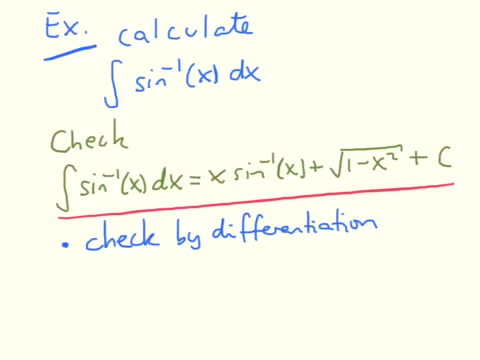 Ex. calculate
∫ sin⁻¹(x) dx
Check
∫ sin⁻¹(x) dx = x sin⁻¹(x) + √(1-x²) + C
• check by differentiation